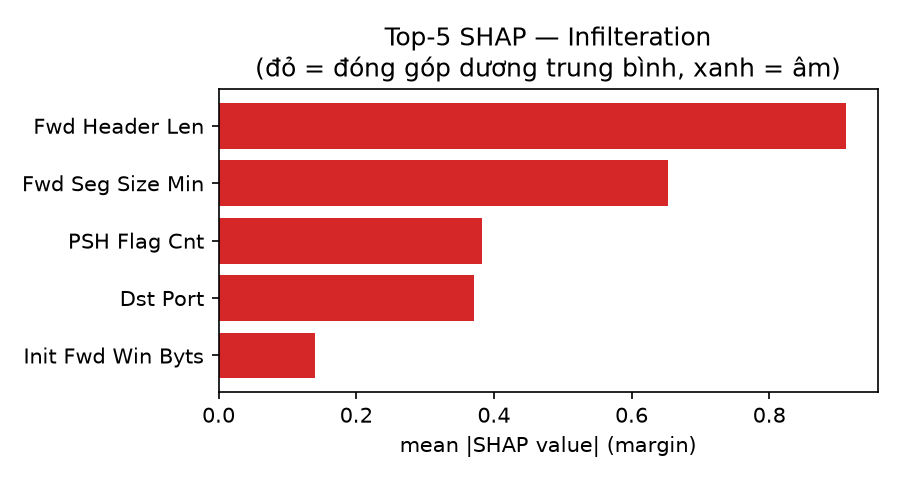 Top-5 SHAP — Infilteration
(đỏ = đóng góp dương trung bình, xanh = âm)
Fwd Header Len
Fwd Seg Size Min
PSH Flag Cnt
Dst Port
Init Fwd Win Byts
0.0 0.2 0.4 0.6 0.8
mean |SHAP value| (margin)